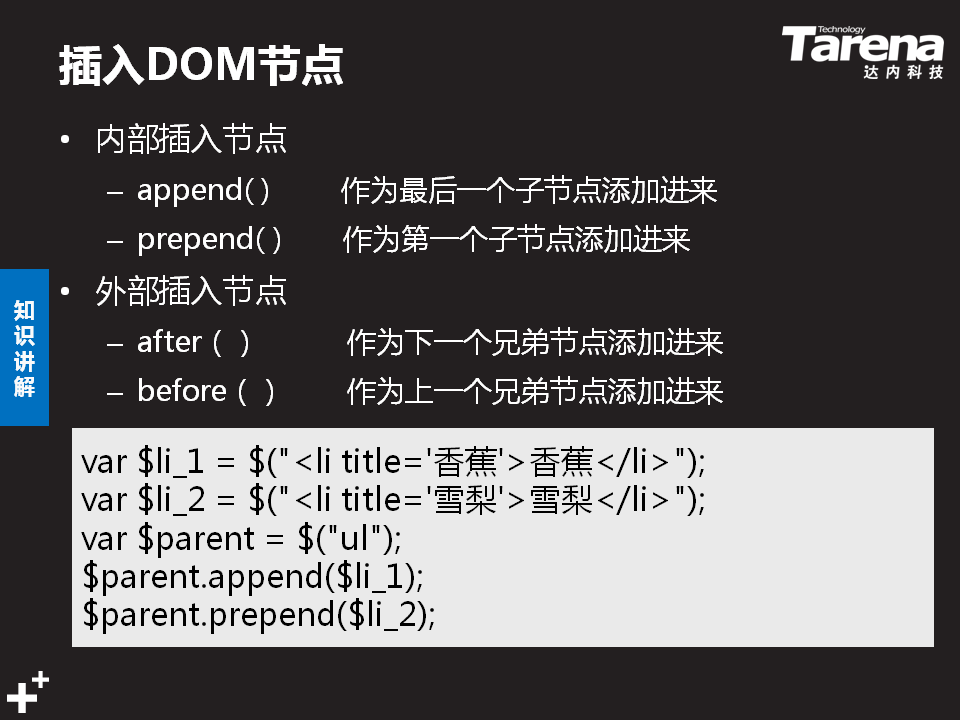 插入DOM节点
Technology
Tarena
达内科技
• 内部插入节点
– append( ) 作为最后一个子节点添加进来
– prepend( ) 作为第一个子节点添加进来
• 外部插入节点
– after（ ） 作为下一个兄弟节点添加进来
– before（ ） 作为上一个兄弟节点添加进来
知识讲解
var $li_1 = $("<li title='香蕉'>香蕉</li>");
var $li_2 = $("<li title='雪梨'>雪梨</li>");
var $parent = $("ul");
$parent.append($li_1);
$parent.prepend($li_2);